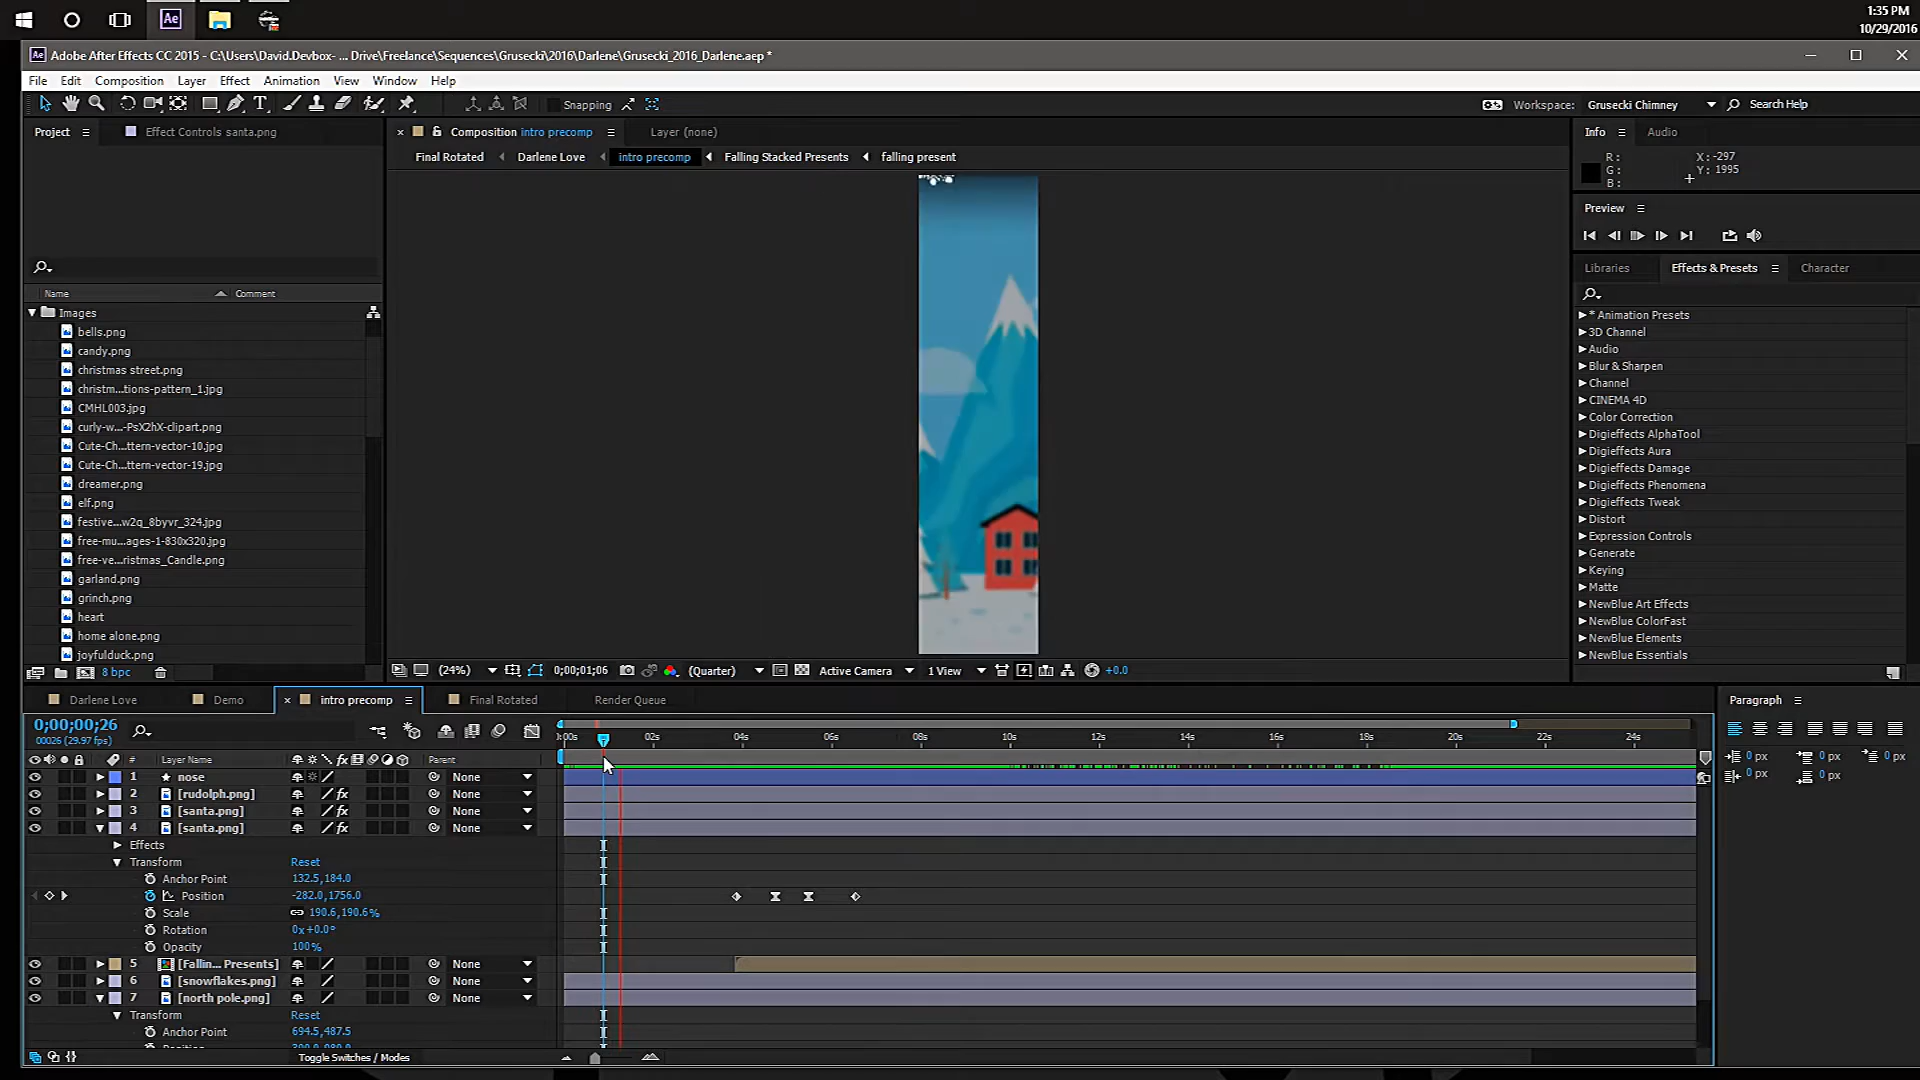 1:35 PM
10/29/2016
Ae
Ae Adobe After Effects CC 2015 - C:\Users\David.Devbox- ... Drive\Freelance\Sequences\Grusecki\2016\Darlene\Grusecki_2016_Darlene.aep *
File Edit Composition Layer Effect Animation View Window Help
T Snapping Workspace: Grusecki Chimney Search Help
Project Effect Controls santa.png Composition intro precomp Layer (none) Info Audio
Final Rotated Darlene Love intro precomp Falling Stacked Presents falling present
R: X: -297
G: Y: 1995
B:
Preview
Libraries Effects & Presets Character
Name Comment
Images
bells.png
candy.png
christmas street.png
christm...tions-pattern_1.jpg
CMHL003.jpg
curly-w...-PsX2hX-clipart.png
Cute-Ch...ttern-vector-10.jpg
Cute-Ch...ttern-vector-19.jpg
dreamer.png
elf.png
festive...w2q_8byvr_324.jpg
free-mu...ages-1-830x320.jpg
free-ve...ristmas_Candle.png
garland.png
grinch.png
heart
home alone.png
joyfulduck.png
8 bpc
* Animation Presets
3D Channel
Audio
Blur & Sharpen
Channel
CINEMA 4D
Color Correction
Digieffects AlphaTool
Digieffects Aura
Digieffects Damage
Digieffects Phenomena
Digieffects Tweak
Distort
Expression Controls
Generate
Keying
Matte
NewBlue Art Effects
NewBlue ColorFast
NewBlue Elements
NewBlue Essentials
(24%) 0;00;01;06 (Quarter) Active Camera 1 View +0.0
Darlene Love Demo intro precomp Final Rotated Render Queue Paragraph
0;00;00;26
00026 (29.97 fps)
):00s 02s 04s 06s 08s 10s 12s 14s 16s 18s 20s 22s 24s
# Layer Name fx Parent
1 nose None
2 [rudolph.png] fx None
3 [santa.png] fx None
4 [santa.png] fx None
Effects
Transform Reset
Anchor Point 132.5,184.0
Position -282.0,1756.0
Scale 190.6,190.6%
Rotation 0x+0.0°
Opacity 100%
5 [Fallin... Presents] None
6 [snowflakes.png] None
7 [north pole.png] None
Transform Reset
Anchor Point 694.5,487.5
Toggle Switches / Modes
0 px 0 px 0 px
0 px 0 px